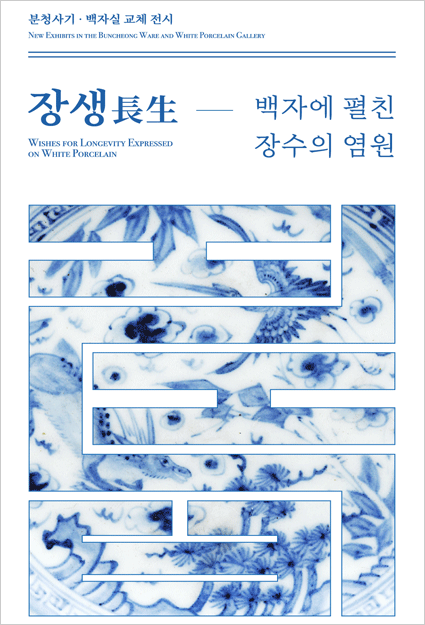 분청사기 · 백자실 교체 전시
New Exhibits in the Buncheong Ware and White Porcelain Gallery
장생長生 — 백자에 펼친
장수의 염원
Wishes for Longevity Expressed
on White Porcelain